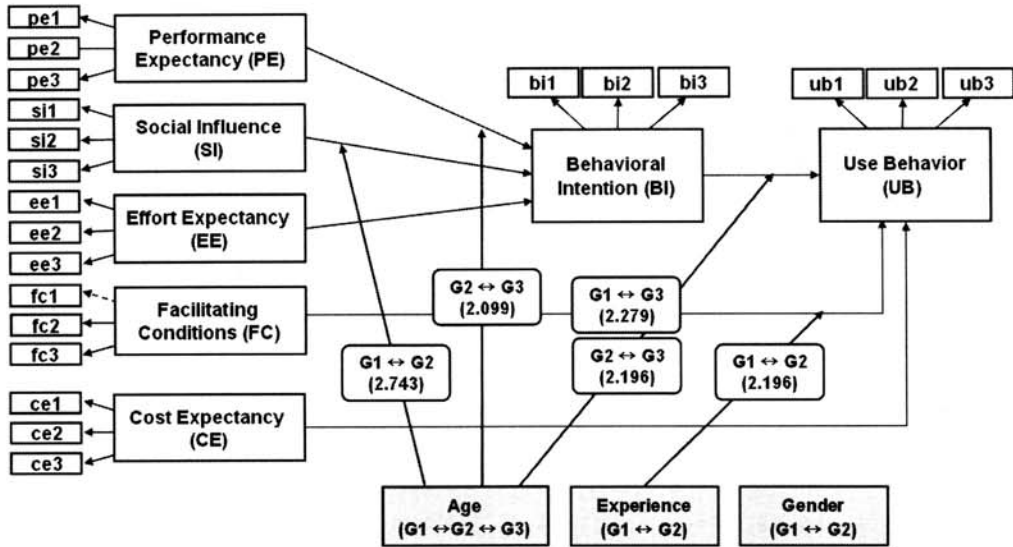 pe1
pe2
pe3
Performance
Expectancy (PE)
si1
si2
si3
Social Influence
(SI)
ee1
ee2
ee3
Effort Expectancy
(EE)
fc1
fc2
fc3
Facilitating
Conditions (FC)
ce1
ce2
ce3
Cost Expectancy
(CE)
bi1
bi2
bi3
Behavioral
Intention (BI)
ub1
ub2
ub3
Use Behavior
(UB)
G2 ↔ G3
(2.099)
G1 ↔ G3
(2.279)
G1 ↔ G2
(2.743)
G2 ↔ G3
(2.196)
G1 ↔ G2
(2.196)
Age
(G1 ↔G2 ↔ G3)
Experience
(G1 ↔ G2)
Gender
(G1 ↔ G2)